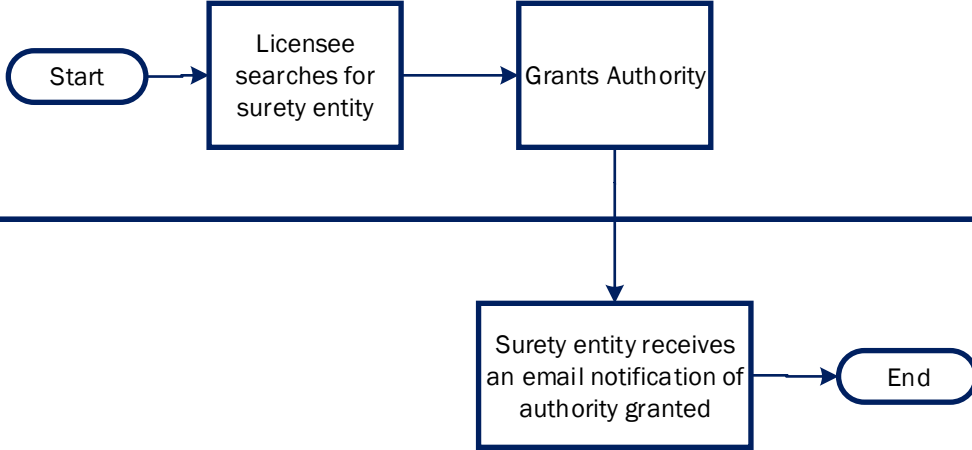 Start
Licensee
searches for
surety entity
Grants Authority
Surety entity receives
an email notification of
authority granted
End